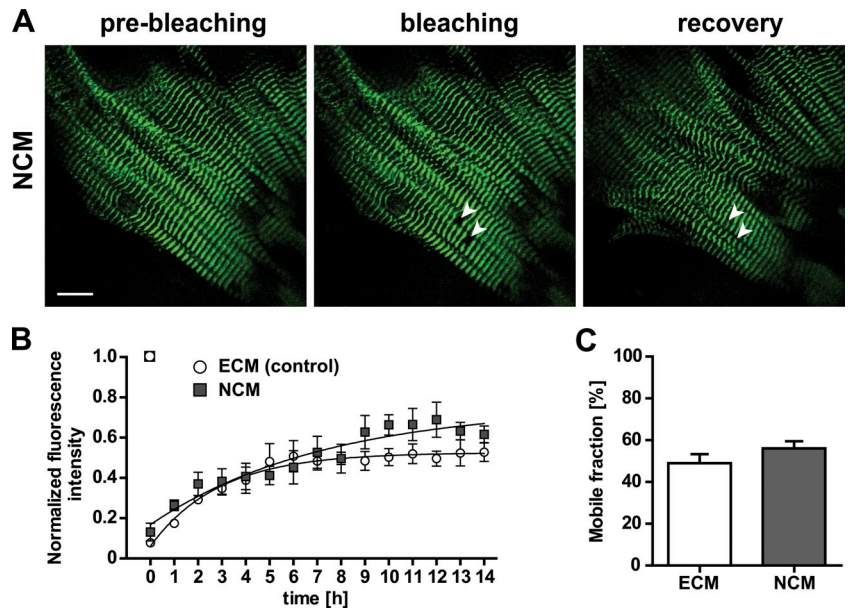 A
pre-bleaching
bleaching
recovery
NCM
B
Normalized fluorescence
intensity
1.0
0.8
0.6
0.4
0.2
0
ECM (control)
NCM
0 1 2 3 4 5 6 7 8 9 10 11 12 13 14
time [h]
C
Mobile fraction [%]
100
80
60
40
20
0
ECM NCM